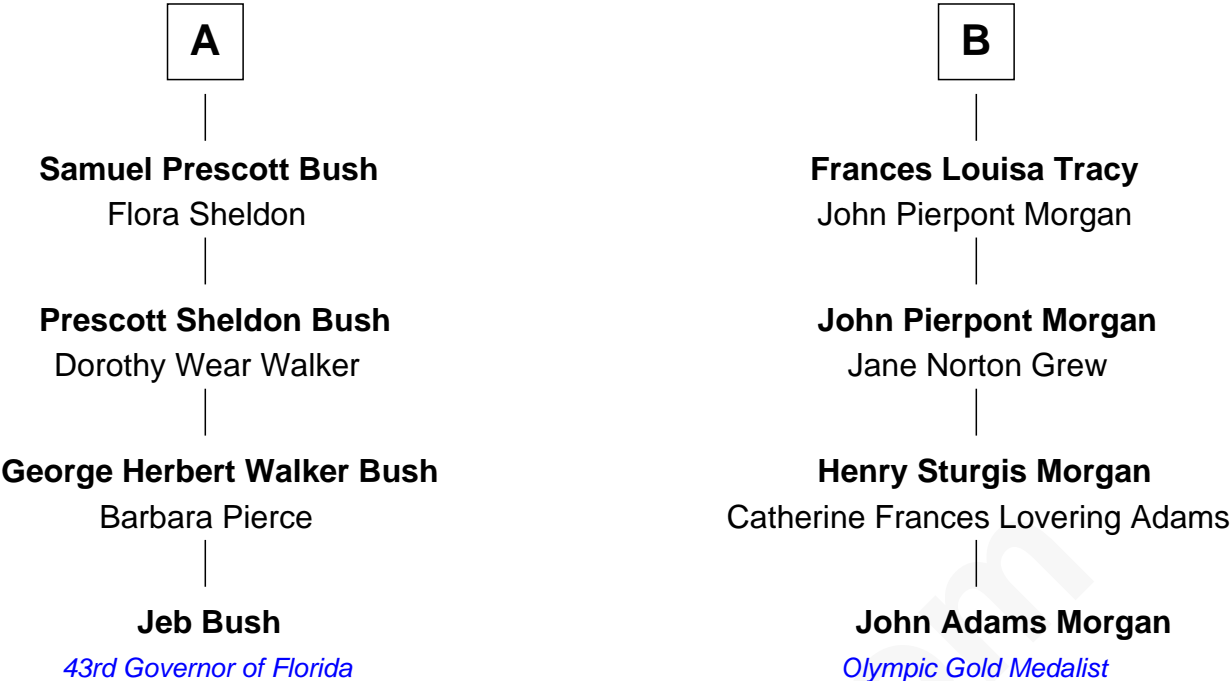 A
B
Samuel Prescott Bush
Flora Sheldon
Frances Louisa Tracy
John Pierpont Morgan
Prescott Sheldon Bush
Dorothy Wear Walker
John Pierpont Morgan
Jane Norton Grew
George Herbert Walker Bush
Barbara Pierce
Henry Sturgis Morgan
Catherine Frances Lovering Adams
Jeb Bush
43rd Governor of Florida
John Adams Morgan
Olympic Gold Medalist